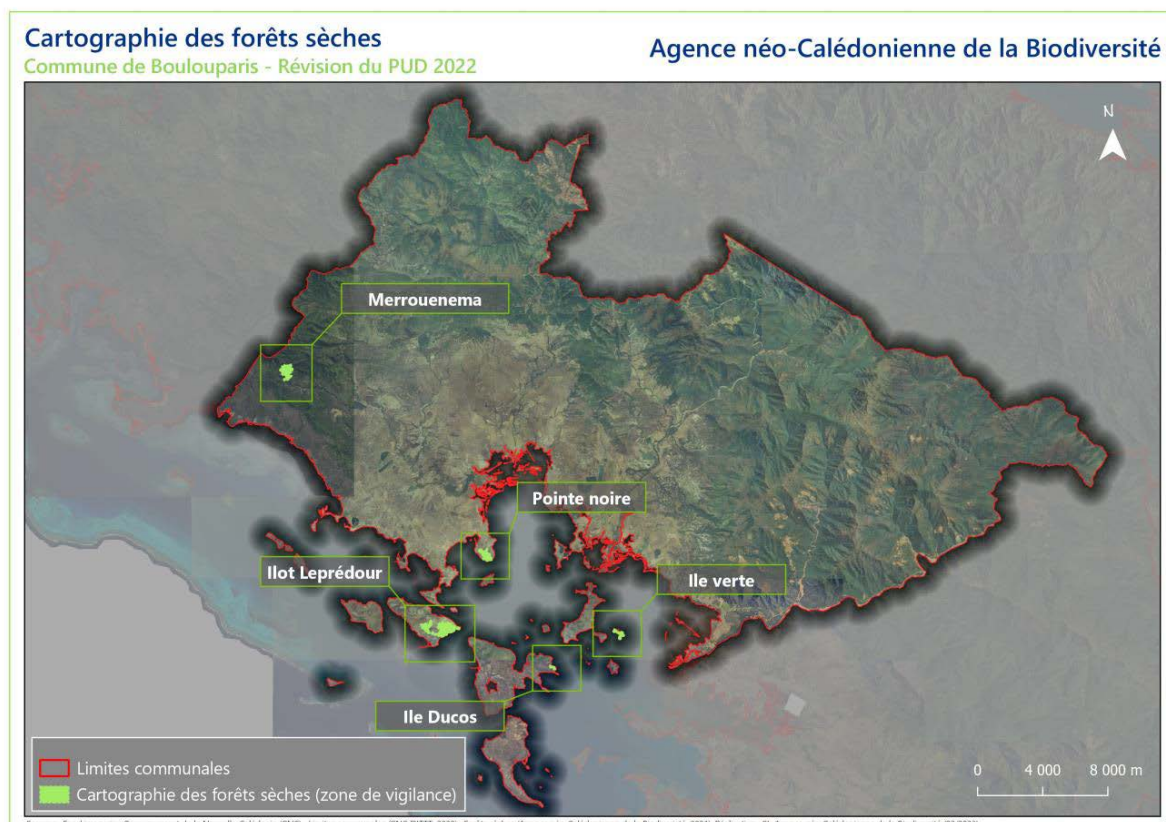 Cartographie des forêts sèches
Commune de Boulouparis - Révision du PUD 2022
Agence néo-Calédonienne de la Biodiversité
N
Merrouenema
Pointe noire
Ilot Leprédour
Ile verte
Ile Ducos
Limites communales
Cartographie des forêts sèches (zone de vigilance)
0 4 000 8 000 m